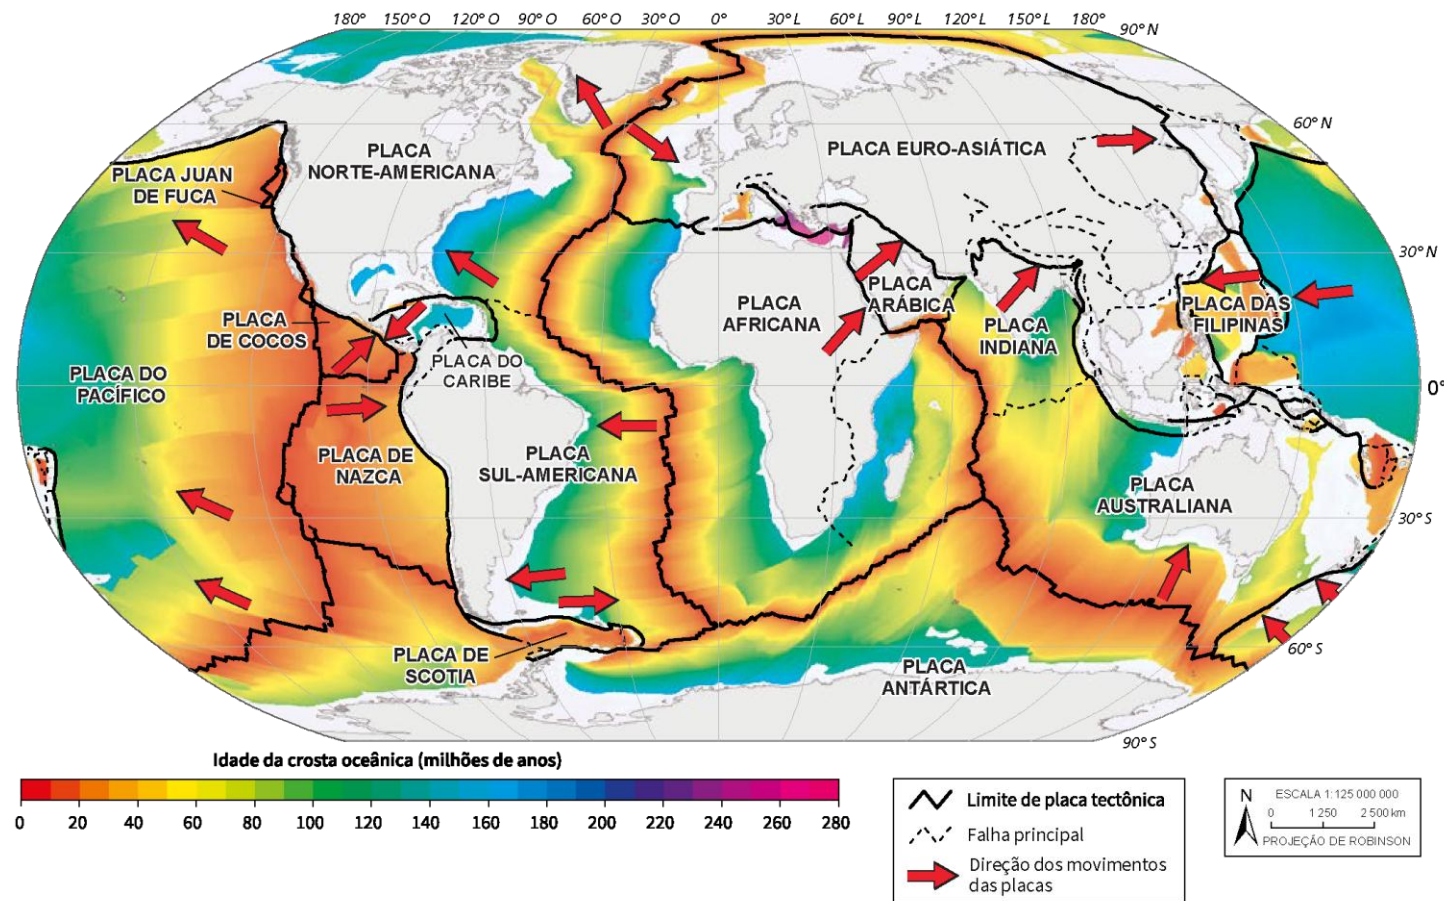 180° 150° O 120° O 90° O 60° O 30° O 0° 30° L 60° L 90° L 120° L 150° L 180°
90° N
60° N
PLACA
NORTE-AMERICANA
PLACA EURO-ASIÁTICA
PLACA JUAN
DE FUCA
30° N
PLACA
ARÁBICA
PLACA
AFRICANA
PLACA DAS
FILIPINAS
PLACA
DE COCOS
PLACA
INDIANA
PLACA DO
CARIBE
PLACA DO
PACÍFICO
0°
PLACA DE
NAZCA
PLACA
SUL-AMERICANA
PLACA
AUSTRALIANA
30° S
PLACA DE
SCOTIA
60° S
PLACA
ANTÁRTICA
90° S
Idade da crosta oceânica (milhões de anos)
0 20 40 60 80 100 120 140 160 180 200 220 240 260 280
Limite de placa tectônica
Falha principal
Direção dos movimentos
das placas
N
ESCALA 1: 125 000 000
0 1 250 2 500 km
PROJEÇÃO DE ROBINSON